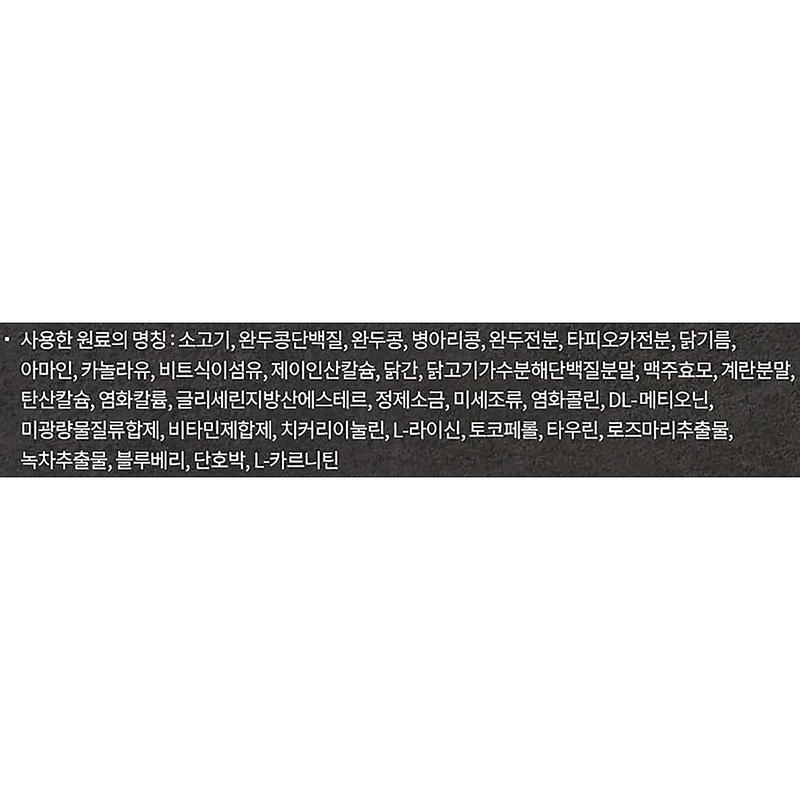 ▪ 사용한 원료의 명칭 : 소고기, 완두콩단백질, 완두콩, 병아리콩, 완두전분, 타피오카전분, 닭기름,
아마인, 카놀라유, 비트식이섬유, 제이인산칼슘, 닭간, 닭고기가수분해단백질분말, 맥주효모, 계란분말,
탄산칼슘, 염화칼륨, 글리세린지방산에스테르, 정제소금, 미세조류, 염화콜린, DL-메티오닌,
미광량물질류합제, 비타민제합제, 치커리이눌린, L-라이신, 토코페롤, 타우린, 로즈마리추출물,
녹차추출물, 블루베리, 단호박, L-카르니틴